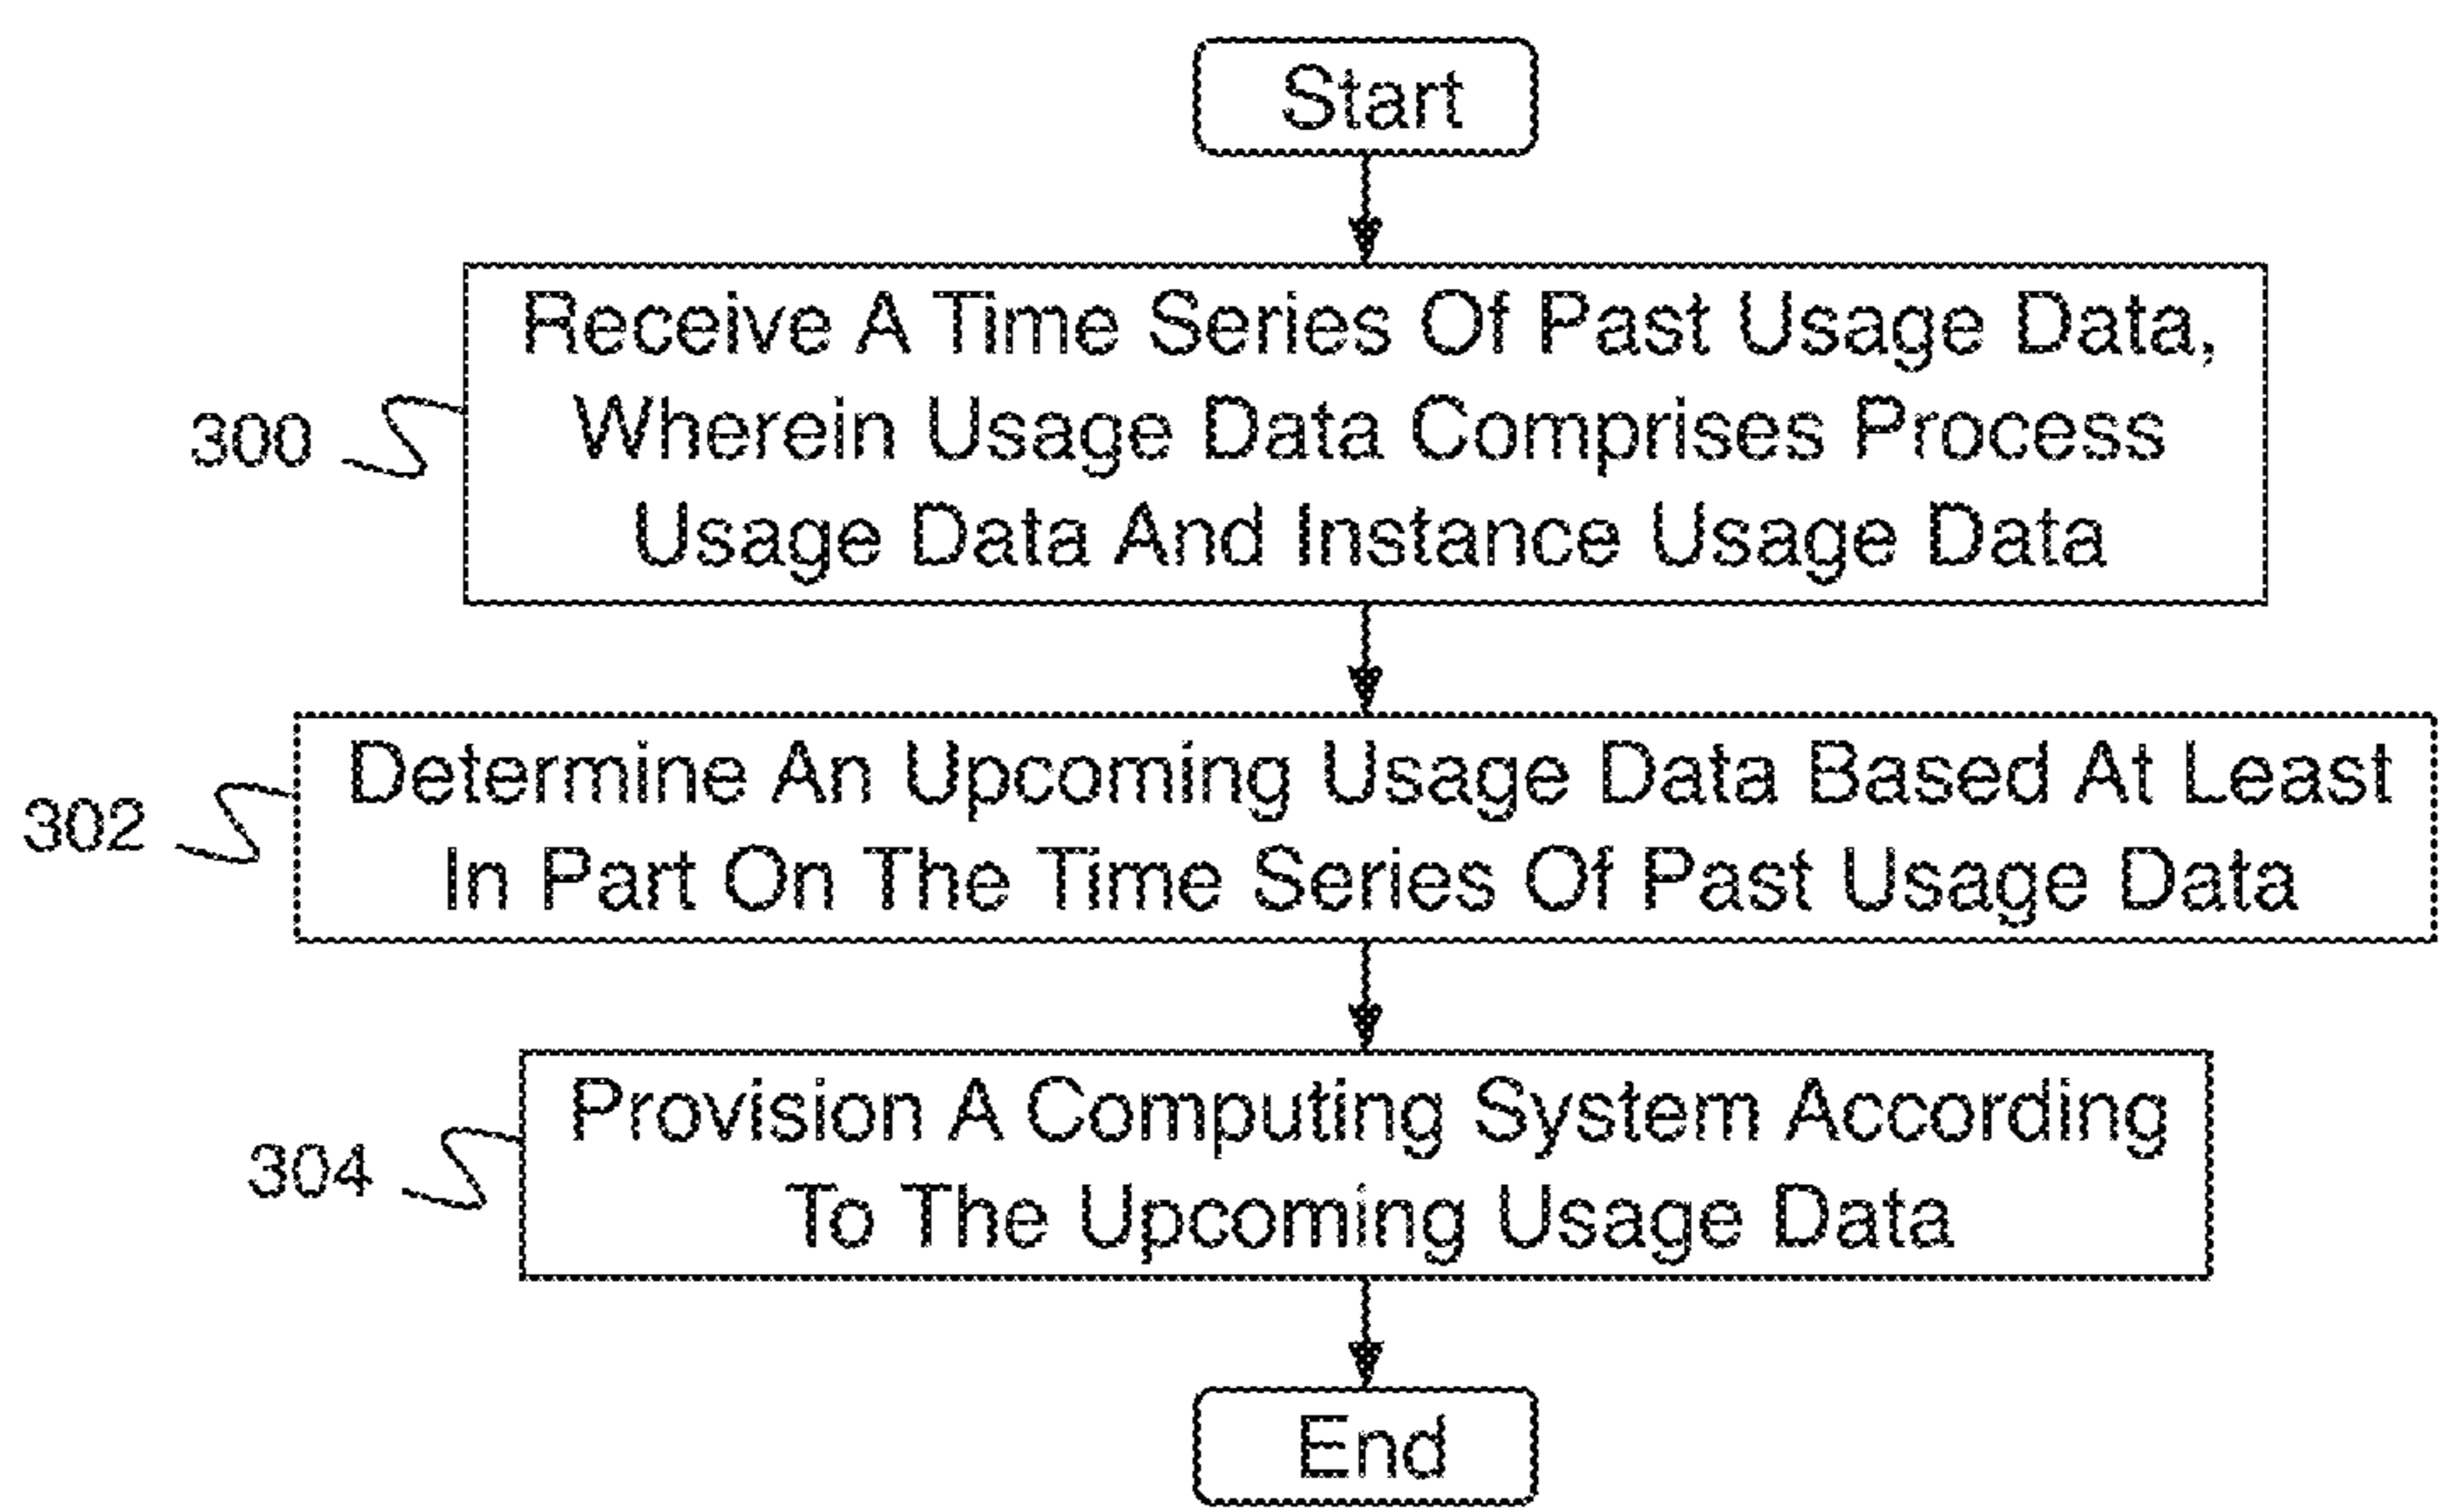 Start
Receive A Time Series Of Past Usage Data,
Wherein Usage Data Comprises Process
Usage Data And Instance Usage Data
300
Determine An Upcoming Usage Data Based At Least
In Part On The Time Series Of Past Usage Data
302
Provision A Computing System According
To The Upcoming Usage Data
304
End